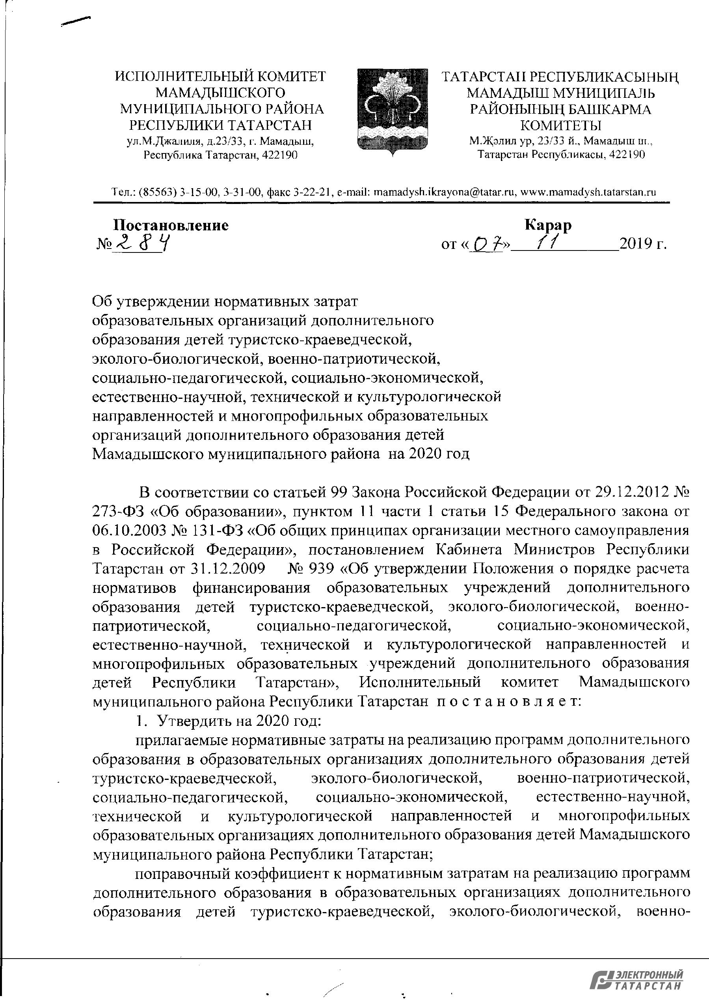 ИСПОЛНИТЕЛЬНЫЙ КОМИТЕТ
МАМАДЫШСКОГО
МУНИЦИПАЛЬНОГО РАЙОНА
РЕСПУБЛИКИ ТАТАРСТАН
ул.М.Джалиля, д.23/33, г. Мамадыш,
Республика Татарстан, 422190
ТАТАРСТАН РЕСПУБЛИКАСЫНЫҢ
МАМАДЫШ МУНИЦИПАЛЬ
РАЙОНЫНЫҢ БАШКАРМА
КОМИТЕТЫ
М.Җэлил ур, 23/33 й., Мамадыш ш.,
Татарстан Республикасы, 422190
Тел.: (85563) 3-15-00, 3-31-00, факс 3-22-21, e-mail: mamadysh.ikrayona@tatar.ru, www.mamadysh.tatarstan.ru
Постановление
Карар
№ 284
от «07» 11 2019 г.
Об утверждении нормативных затрат
образовательных организаций дополнительного
образования детей туристско-краеведческой,
эколого-биологической, военно-патриотической,
социально-педагогической, социально-экономической,
естественно-научной, технической и культурологической
направленностей и многопрофильных образовательных
организаций дополнительного образования детей
Мамадышского муниципального района на 2020 год
В соответствии со статьей 99 Закона Российской Федерации от 29.12.2012 №
273-ФЗ «Об образовании», пунктом 11 части 1 статьи 15 Федерального закона от
06.10.2003 № 131-ФЗ «Об общих принципах организации местного самоуправления
в Российской Федерации», постановлением Кабинета Министров Республики
Татарстан от 31.12.2009 № 939 «Об утверждении Положения о порядке расчета
нормативов финансирования образовательных учреждений дополнительного
образования детей туристско-краеведческой, эколого-биологической, военно-
патриотической, социально-педагогической, социально-экономической,
естественно-научной, технической и культурологической направленностей и
многопрофильных образовательных учреждений дополнительного образования
детей Республики Татарстан», Исполнительный комитет Мамадышского
муниципального района Республики Татарстан п о с т а н о в л я е т:
1. Утвердить на 2020 год:
прилагаемые нормативные затраты на реализацию программ дополнительного
образования в образовательных организациях дополнительного образования детей
туристско-краеведческой, эколого-биологической, военно-патриотической,
социально-педагогической, социально-экономической, естественно-научной,
технической и культурологической направленностей и многопрофильных
образовательных организациях дополнительного образования детей Мамадышского
муниципального района Республики Татарстан;
поправочный коэффициент к нормативным затратам на реализацию программ
дополнительного образования в образовательных организациях дополнительного
образования детей туристско-краеведческой, эколого-биологической, военно-
ЭЛЕКТРОННЫЙ
ТАТАРСТАН